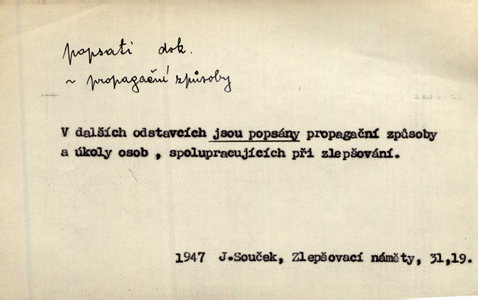 popsati dok.
~ propagační způsoby
V dalších odstavcích jsou popsány propagační způsoby
a úkoly osob , spolupracujících při zlepšování.
1947 J.Souček, Zlepšovací náměty, 31,19.